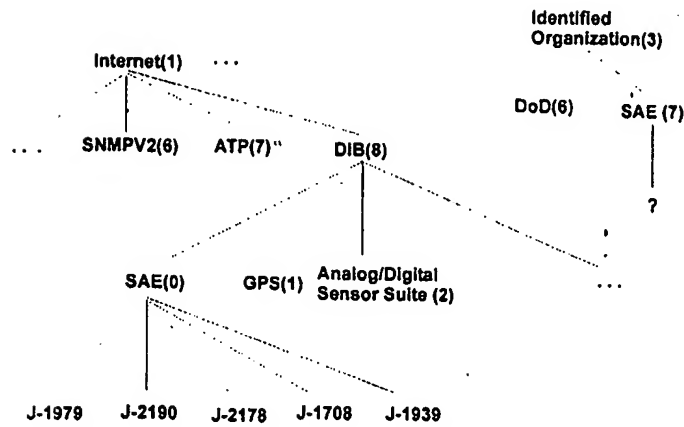 Identified
Organization(3)
Internet(1) ...
DoD(6) SAE (7)
... SNMPV2(6) ATP(7) DIB(8)
?
SAE(0) GPS(1) Analog/Digital
Sensor Suite (2) ...
J-1979 J-2190 J-2178 J-1708 J-1939